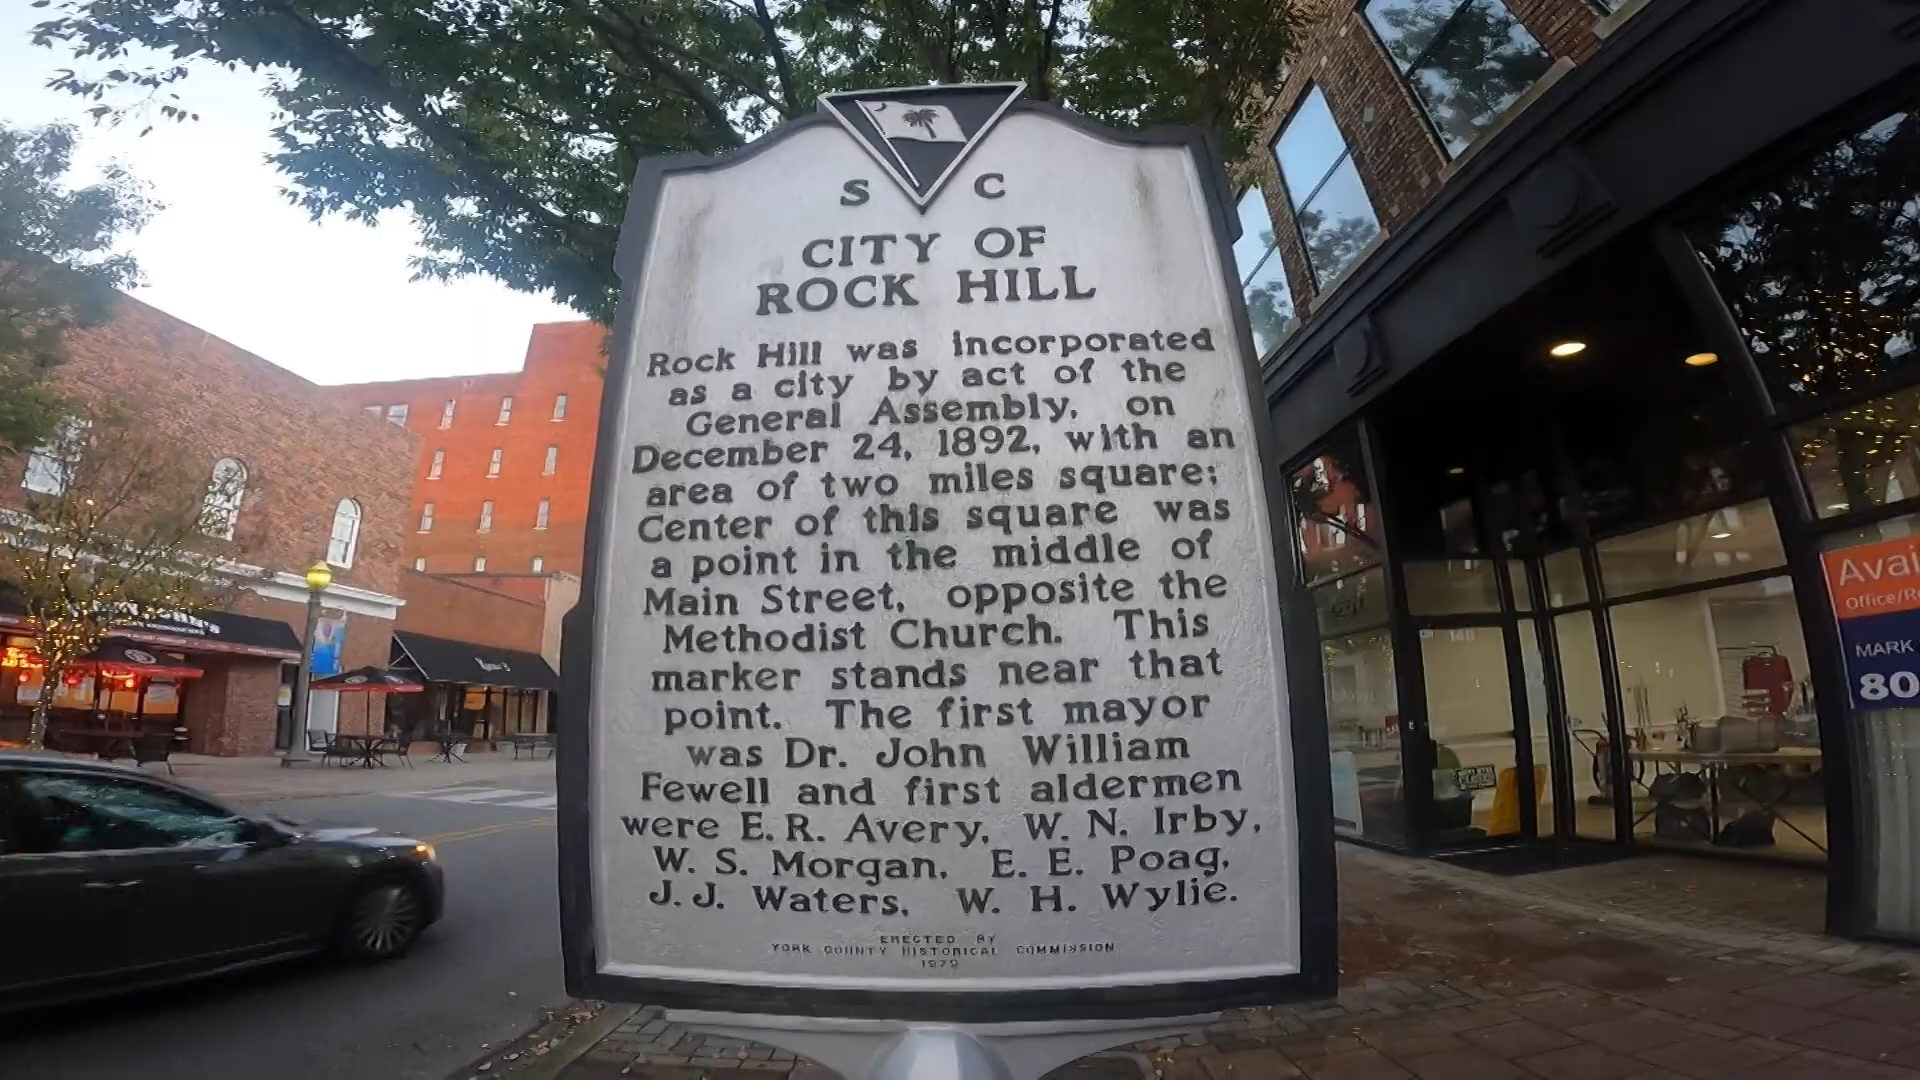 S C
CITY OF
ROCK HILL
Rock Hill was incorporated
as a city by act of the
General Assembly, on
December 24, 1892, with an
area of two miles square;
Center of this square was
a point in the middle of
Main Street, opposite the
Methodist Church. This
marker stands near that
point. The first mayor
was Dr. John William
Fewell and first aldermen
were E. R. Avery, W. N. Irby,
W. S. Morgan, E. E. Poag,
J. J. Waters, W. H. Wylie.
ERECTED BY
YORK COUNTY HISTORICAL COMMISSION
140
MARK
80